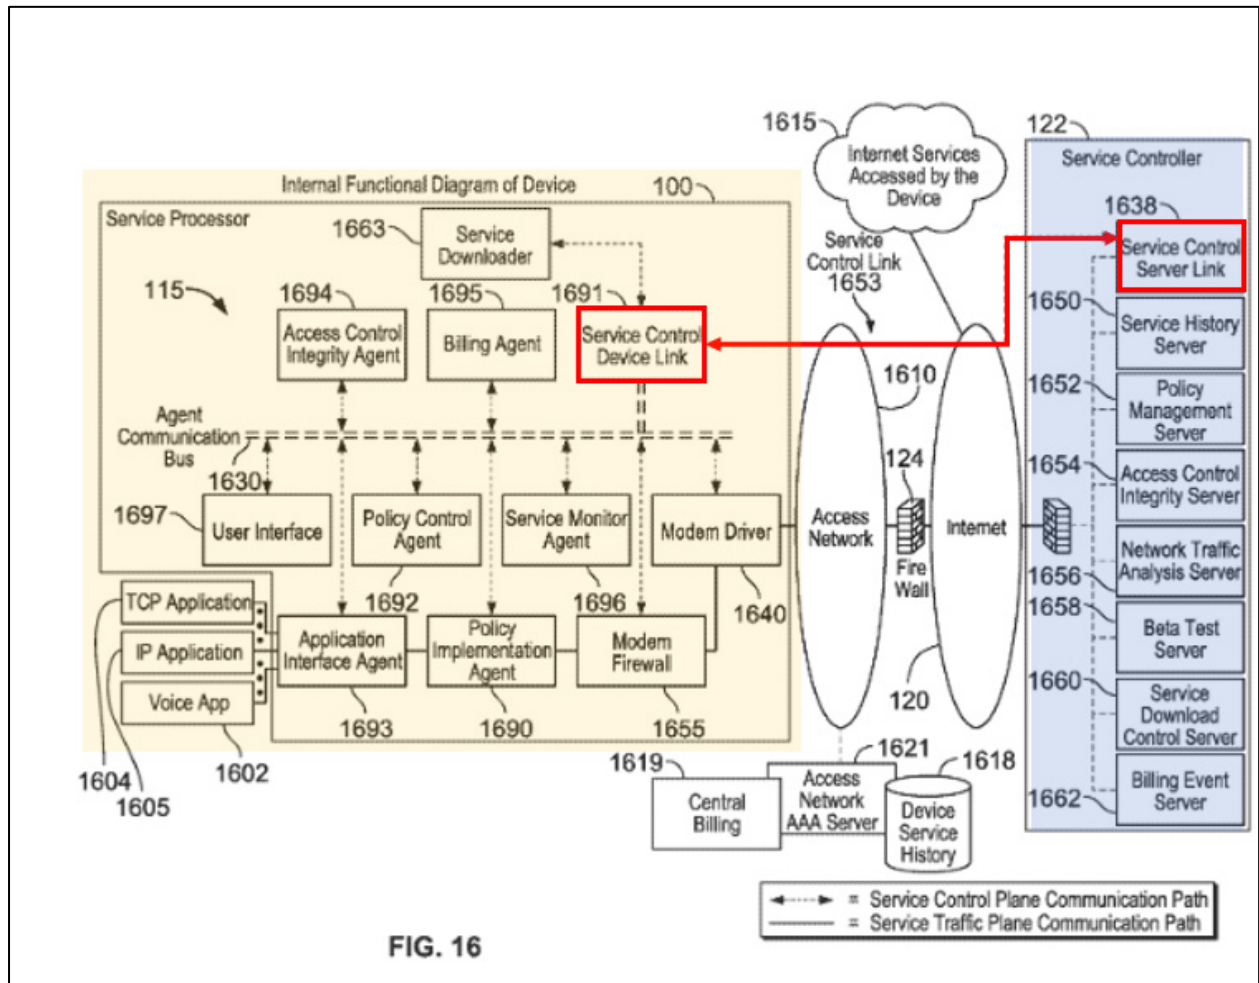 1615
Internet Services
Accessed by the
Device
122
Service Controller
Internal Functional Diagram of Device
100
Service Processor
1663
Service
Downloader
Service
Control Link
1653
1638
Service Control
Server Link
115
1694
Access Control
Integrity Agent
1695
Billing Agent
1691
Service Control
Device Link
1650
Service History
Server
1610
1652
Policy
Management
Server
Agent
Communication
Bus
1630
124
1654
Access Control
Integrity Server
1697
User Interface
Policy Control
Agent
1692
Service Monitor
Agent
1696
Modem Driver
1640
Access
Network
Fire
Wall
Internet
Network Traffic
Analysis Server
1656
TCP Application
1604
IP Application
1605
Voice App
1602
Application
Interface Agent
1693
Policy
Implementation
Agent
1690
Modem
Firewall
1655
120
1658
Beta Test
Server
1660
Service
Download
Control Server
Billing Event
Server
1662
1619
Central
Billing
1621
Access
Network
AAA Server
1618
Device
Service
History
= Service Control Plane Communication Path
= Service Traffic Plane Communication Path
FIG. 16